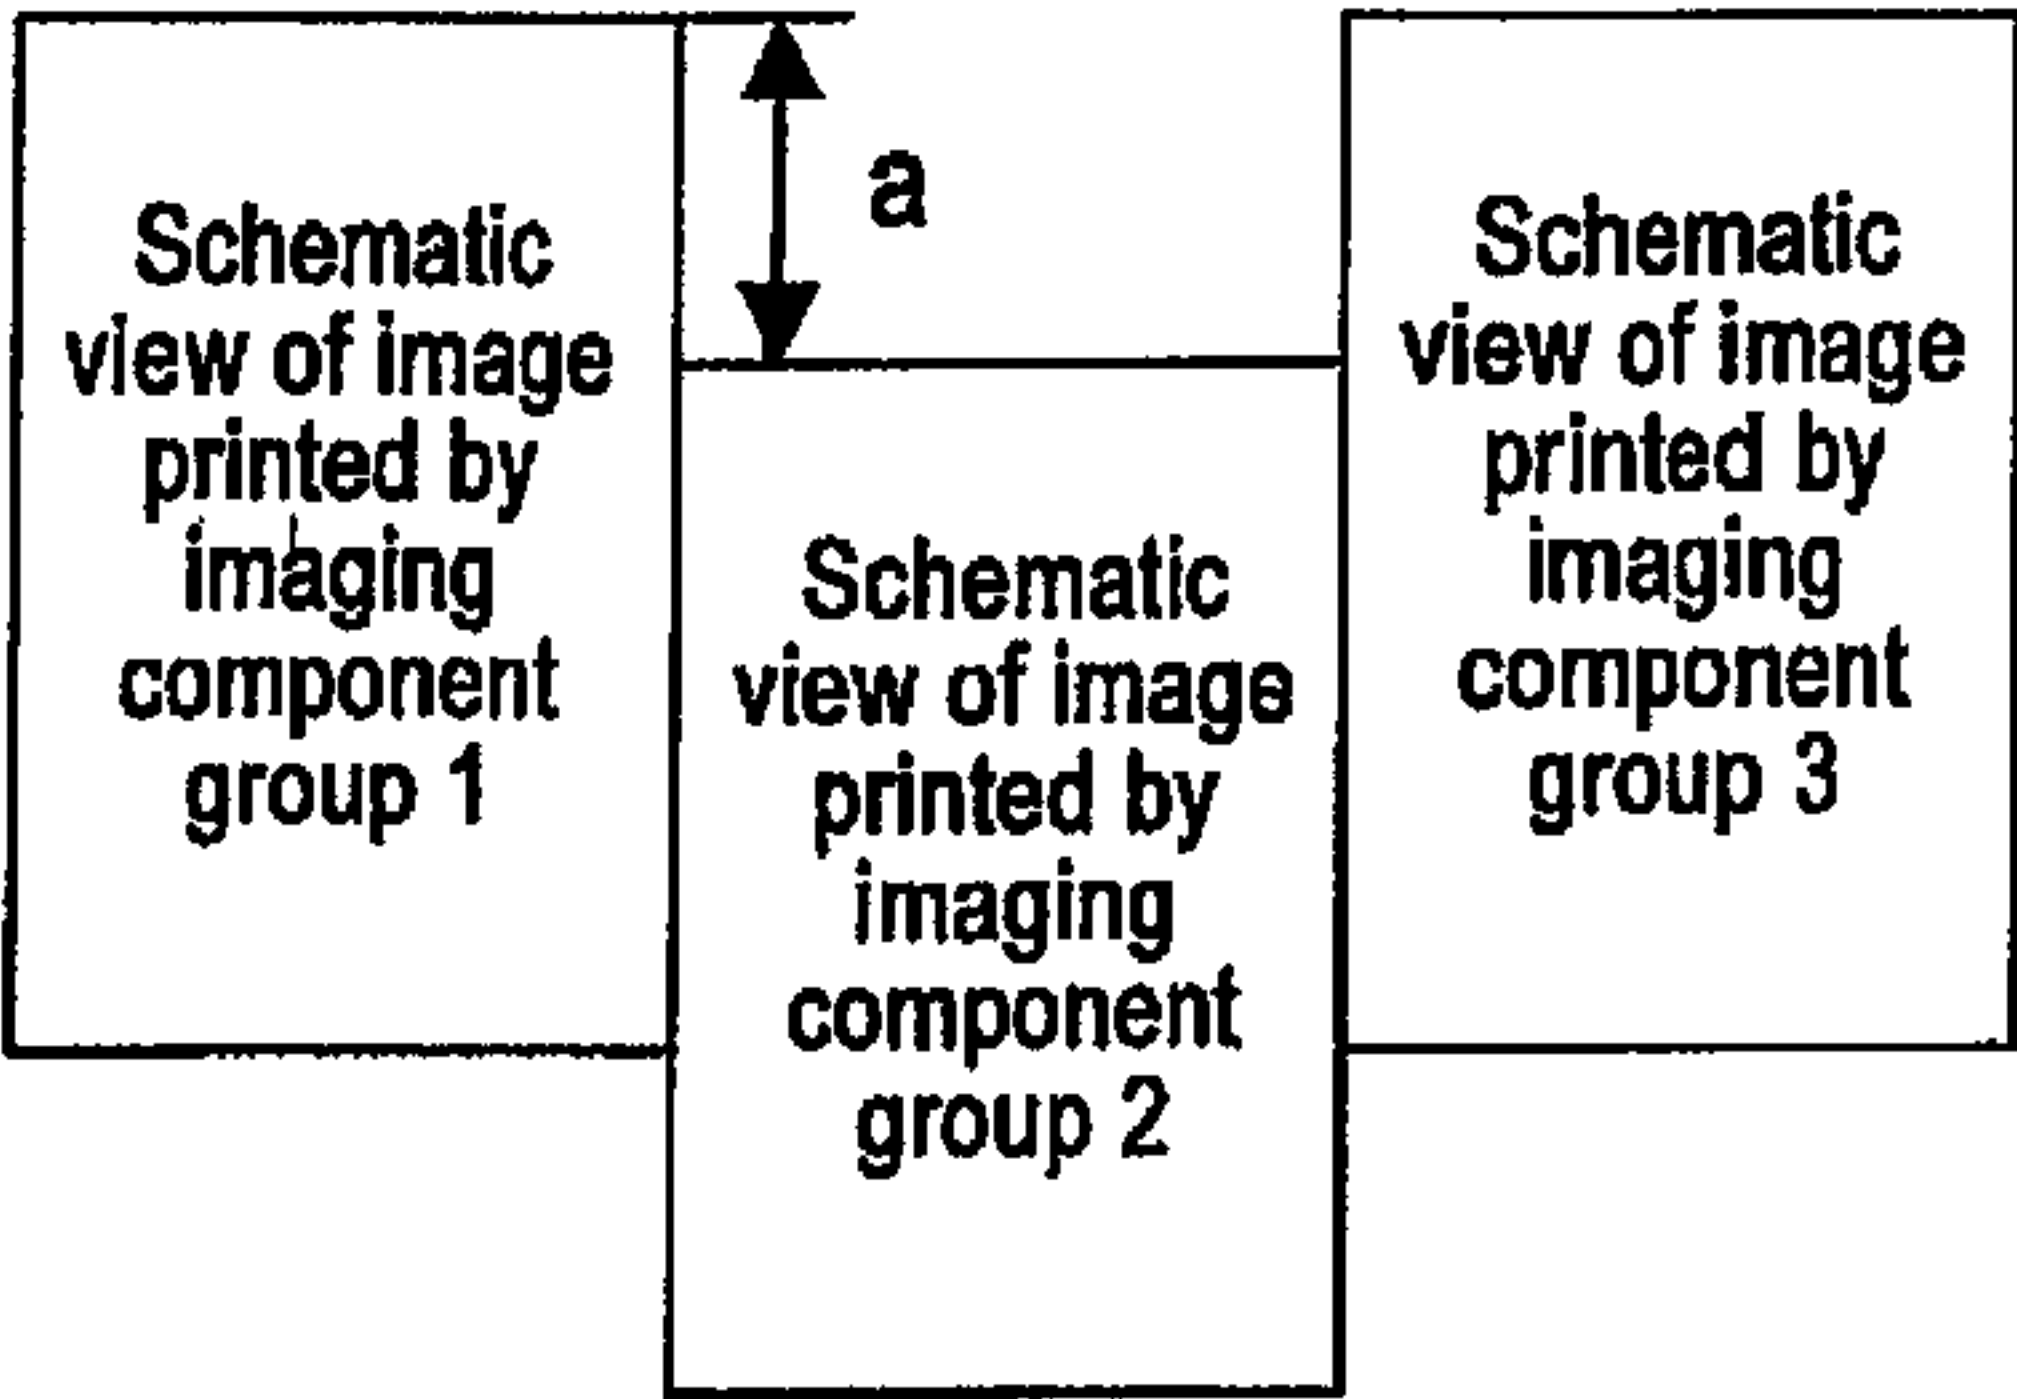 Schematic
view of image
printed by
imaging
component
group 1
a
Schematic
view of image
printed by
imaging
component
group 2
Schematic
view of image
printed by
imaging
component
group 3